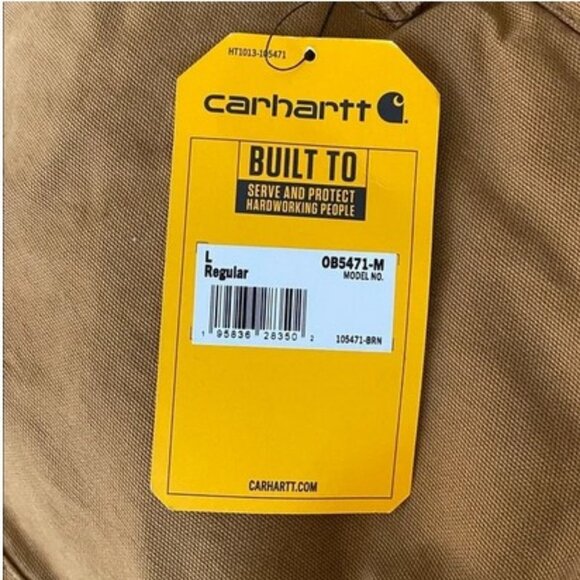 HT1013-105471
carhartt
BUILT TO
SERVE AND PROTECT
HARDWORKING PEOPLE
L OB5471-M
Regular MODEL NO.
1 95836 28350 2 105471-BRN
CARHARTT.COM